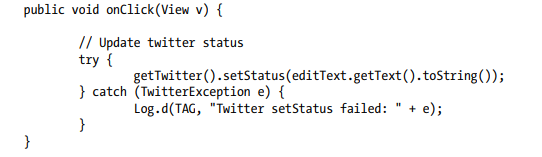 public void onClick(View v) {
// Update twitter status
try {
getTwitter().setStatus(editText.getText().toString());
} catch (TwitterException e) {
Log.d(TAG, "Twitter setStatus failed: " + e);
}
}